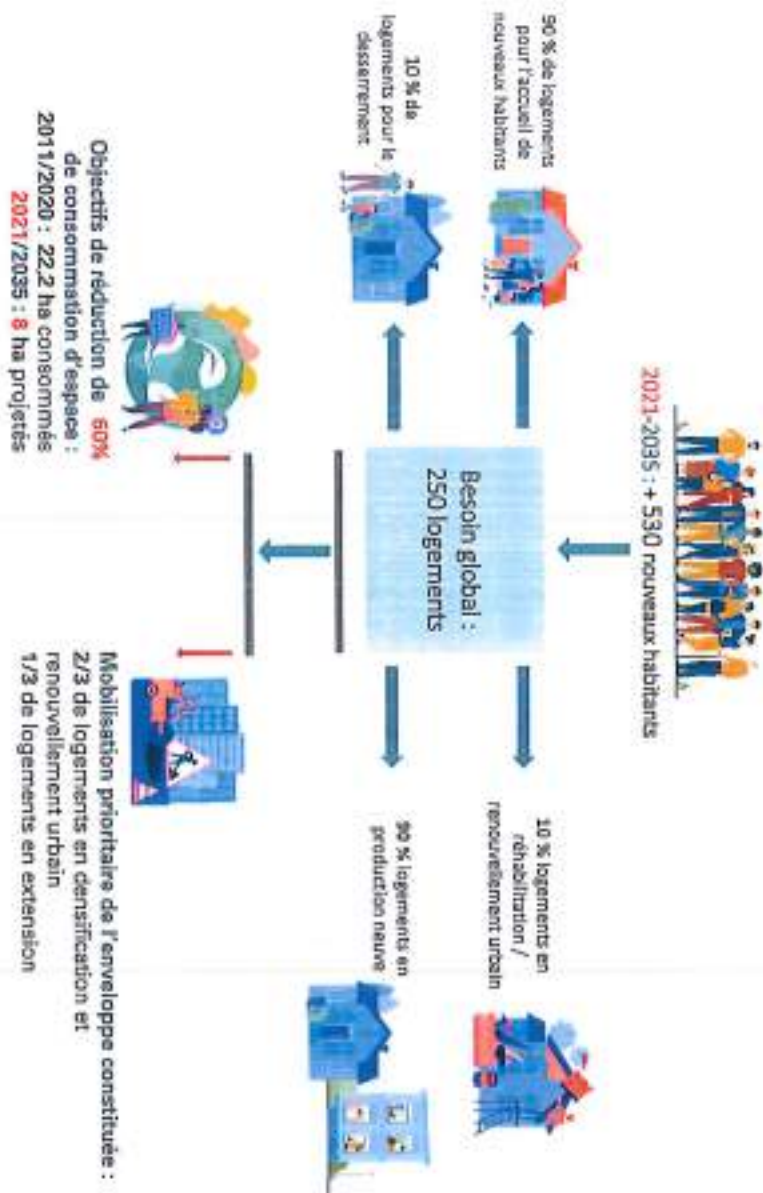 2021-2035 : + 530 nouveaux habitants
90 % de logements
pour l'accueil de
nouveaux habitants
10 % de
logements pour le
desserrement
Besoin global :
250 logements
10 % logements en
réhabilitation /
renouvellement urbain
90 % logements en
production neuve
Objectifs de réduction de 60%
de consommation d'espace :
2011/2020 : 22,2 ha consommés
2021/2035 : 8 ha projetés
Mobilisation prioritaire de l'enveloppe constituée :
2/3 de logements en densification et
renouvellement urbain
1/3 de logements en extension